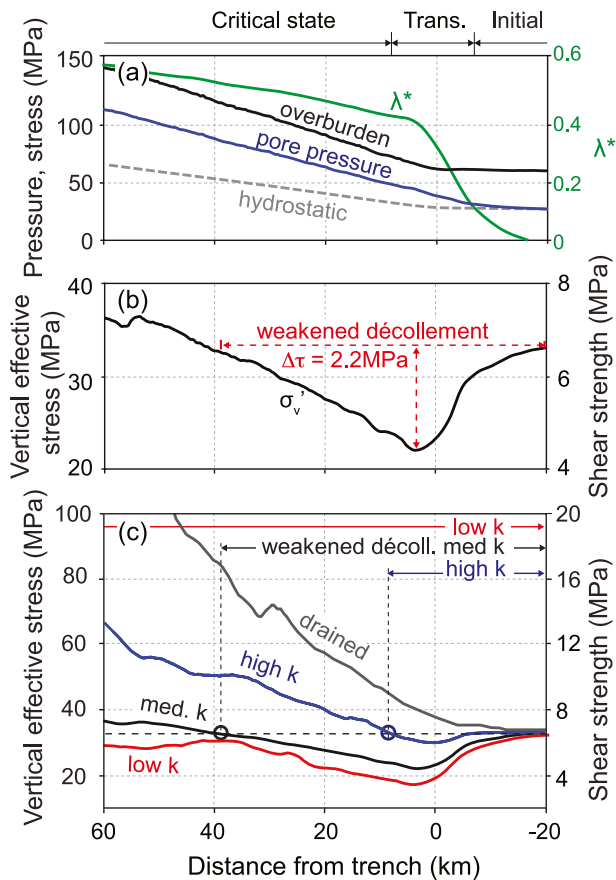 Critical state Trans. Initial
(a)
Pressure, stress (MPa)
150
100
50
0
0.6
0.4
0.2
0
λ*
λ*
overburden
pore pressure
hydrostatic
(b)
Vertical effective
stress (MPa)
40
30
20
8
6
4
Shear strength (MPa)
weakened décollement
Δτ = 2.2MPa
σv'
(c)
Vertical effective stress (MPa)
100
80
60
40
20
20
16
12
8
4
Shear strength (MPa)
low k
weakened décoll. med k
high k
drained
high k
med. k
low k
60 40 20 0 -20
Distance from trench (km)